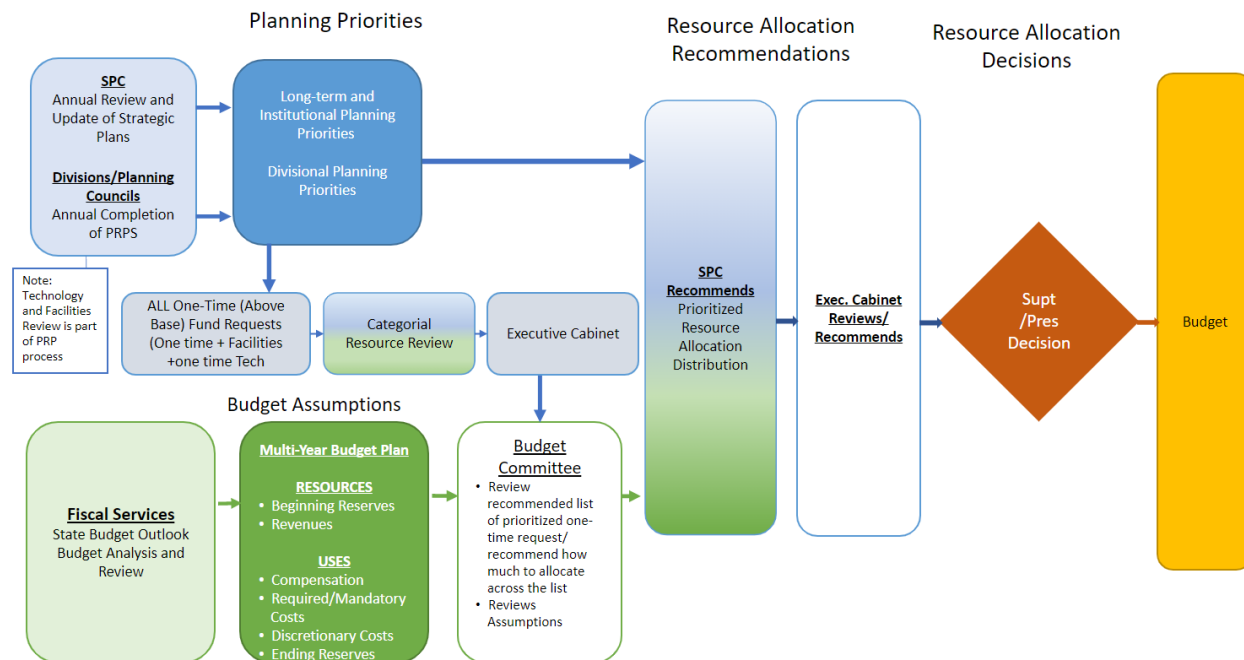 Planning Priorities
Resource Allocation
Recommendations
Resource Allocation
Decisions
SPC
Annual Review and
Update of Strategic
Plans
Divisions/Planning
Councils
Annual Completion
of PRPS
Long-term and
Institutional Planning
Priorities
Divisional Planning
Priorities
Note:
Technology
and Facilities
Review is part
of PRP
process
ALL One-Time (Above
Base) Fund Requests
(One time + Facilities
+one time Tech
Categorial
Resource Review
Executive Cabinet
SPC
Recommends
Prioritized
Resource
Allocation
Distribution
Exec. Cabinet
Reviews/
Recommends
Supt
/Pres
Decision
Budget
Budget Assumptions
Fiscal Services
State Budget Outlook
Budget Analysis and
Review
Multi-Year Budget Plan
RESOURCES
• Beginning Reserves
• Revenues
USES
• Compensation
• Required/Mandatory
Costs
• Discretionary Costs
• Ending Reserves
Budget
Committee
• Review
recommended list
of prioritized one-
time request/
recommend how
much to allocate
across the list
• Reviews
Assumptions